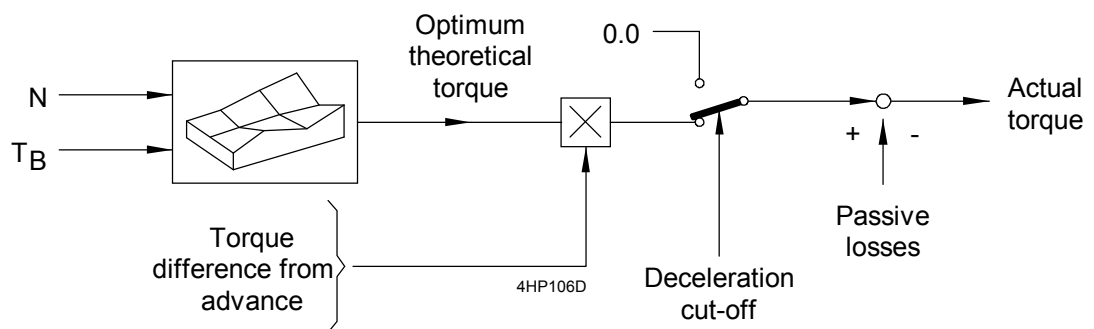 Optimum
theoretical
torque
0.0
N
T_B
Actual
torque
+ -
Passive
losses
Torque
difference from
advance
4HP106D
Deceleration
cut-off